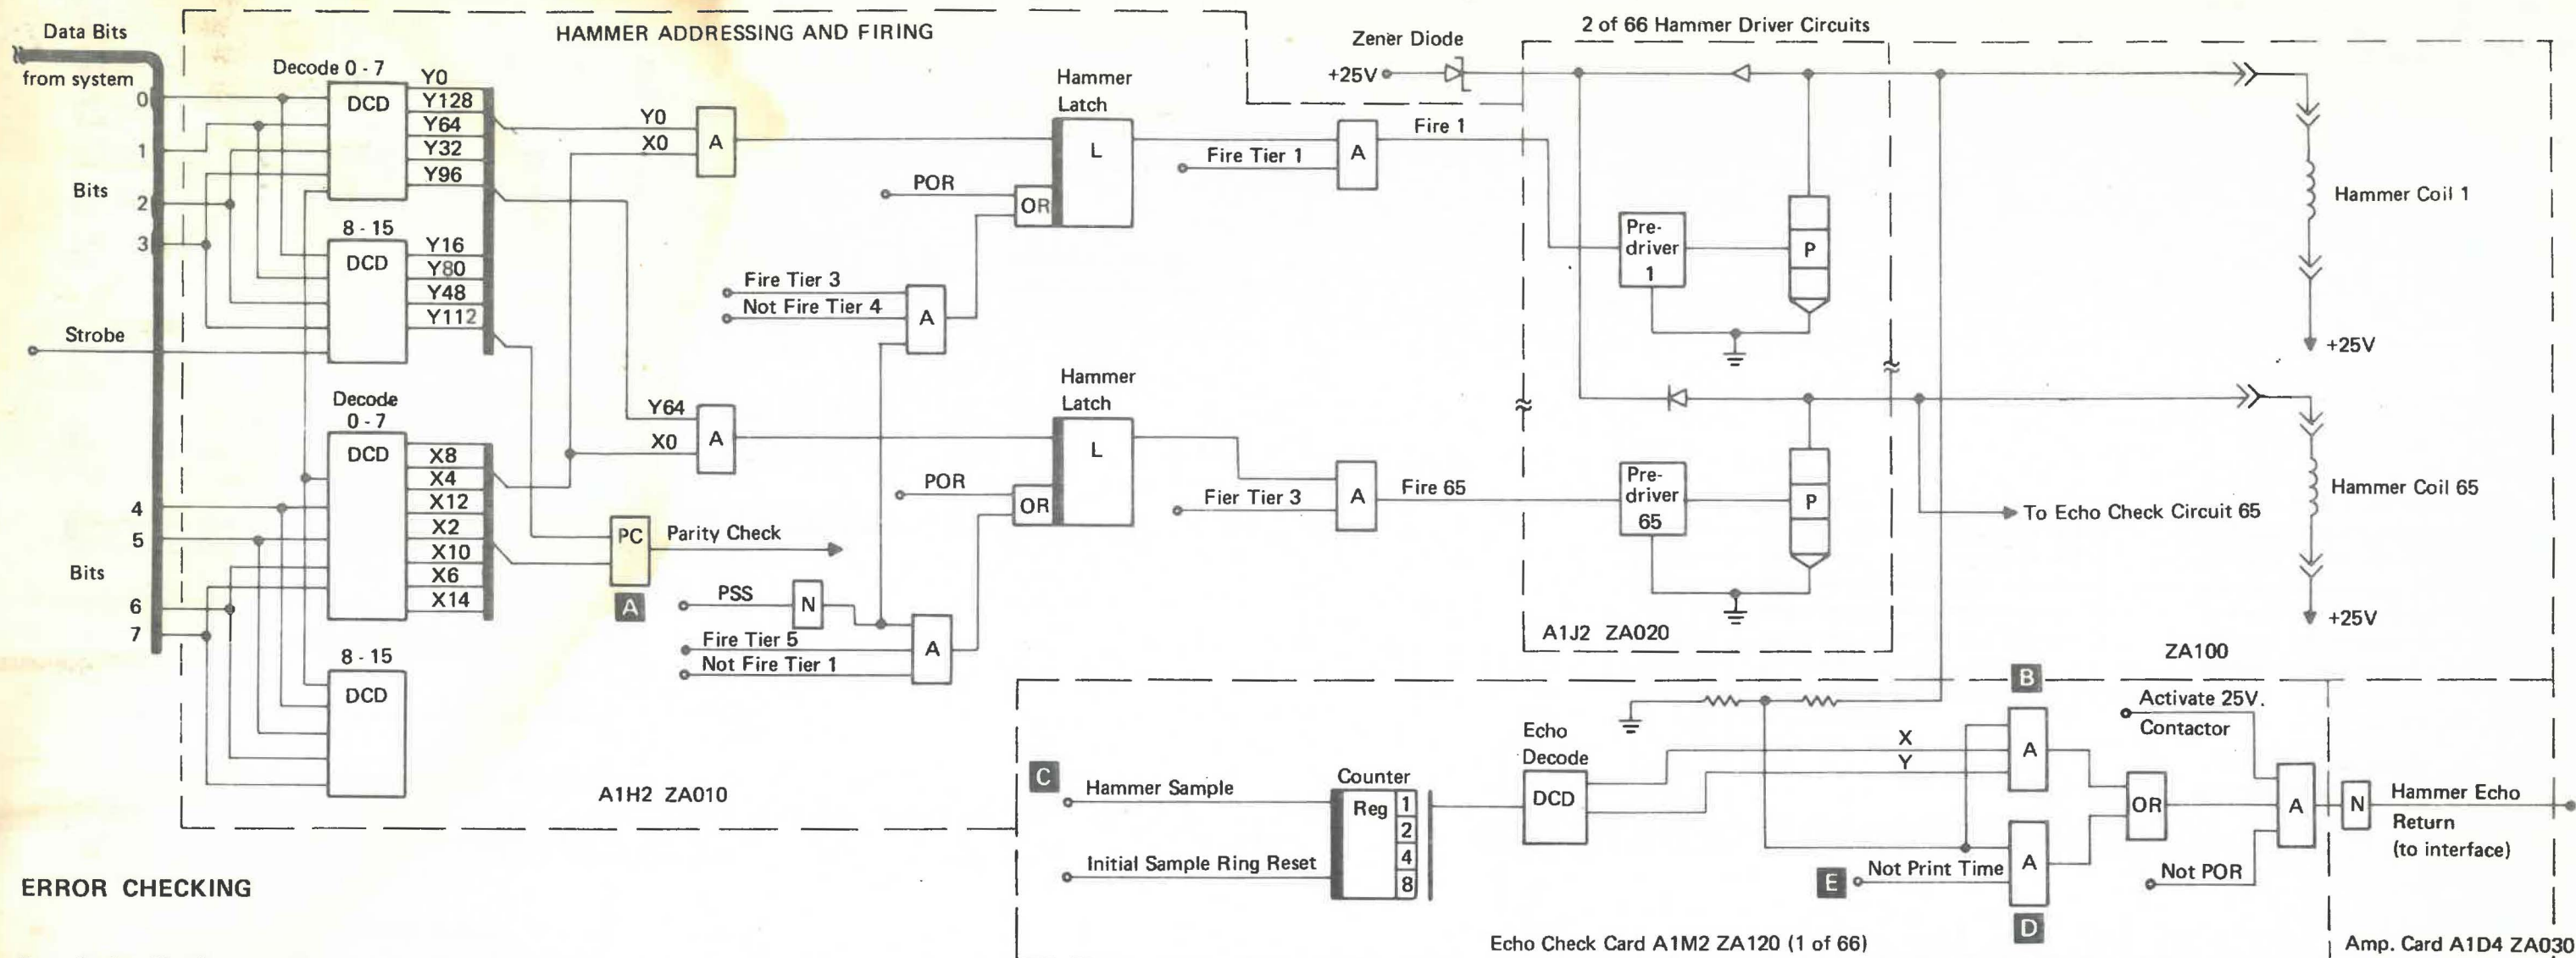 HAMMER ADDRESSING AND FIRING
2 of 66 Hammer Driver Circuits
Data Bits
from system
Zener Diode
+25V
Decode 0 - 7
DCD
Y0
Y128
Y64
Y32
Y96
0
1
Bits
2
3
8 - 15
DCD
Y16
Y80
Y48
Y112
Strobe
Y0
X0
A
Hammer
Latch
L
POR
OR
Fire Tier 3
Not Fire Tier 4
A
Fire Tier 1
A
Fire 1
Pre-
driver
1
P
Hammer Coil 1
+25V
Decode
0 - 7
DCD
X8
X4
X12
X2
X10
X6
X14
4
5
Bits
6
7
8 - 15
DCD
Y64
X0
A
Hammer
Latch
L
POR
OR
PC
Parity Check
A
PSS
N
Fire Tier 5
Not Fire Tier 1
A
Fier Tier 3
A
Fire 65
Pre-
driver
65
P
To Echo Check Circuit 65
Hammer Coil 65
+25V
A1J2 ZA020
ZA100
A1H2 ZA010
ERROR CHECKING
C
Hammer Sample
Initial Sample Ring Reset
Counter
Reg
1
2
4
8
Echo
Decode
DCD
X
Y
B
A
E
Not Print Time
A
D
OR
Activate 25V.
Contactor
Not POR
A
N
Hammer Echo
Return
(to interface)
Echo Check Card A1M2 ZA120 (1 of 66)
Amp. Card A1D4 ZA030